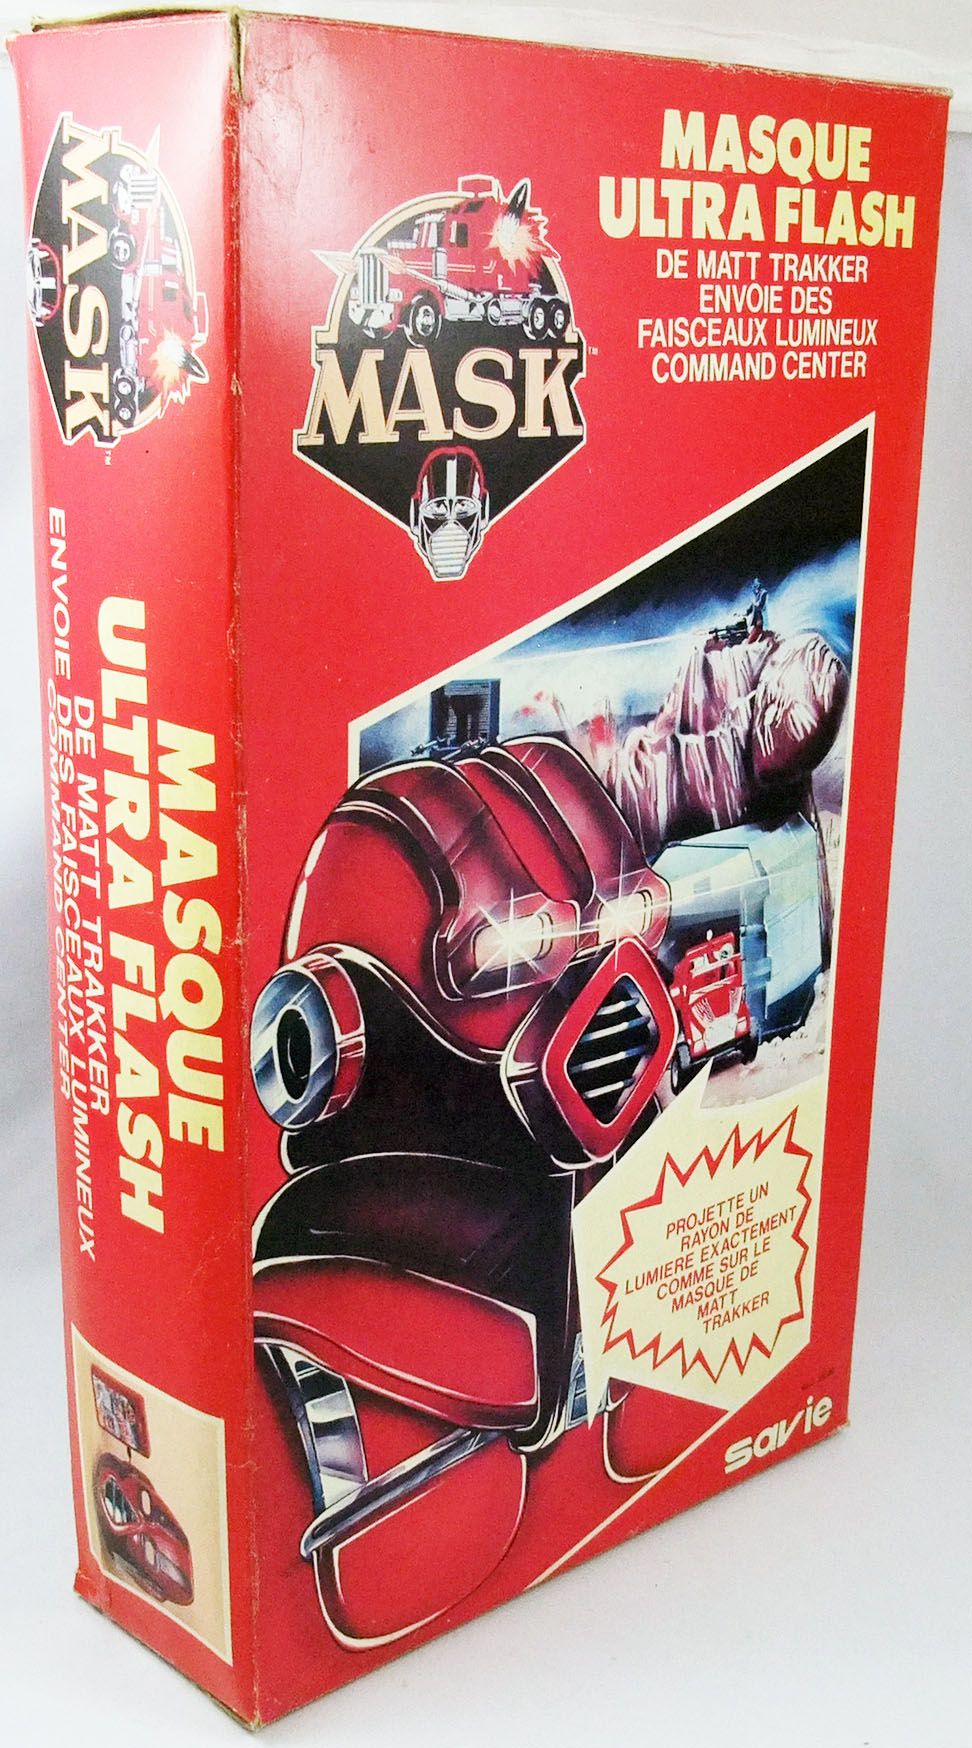 MASQUE
ULTRA FLASH
DE MATT TRAKKER
ENVOIE DES
FAISCEAUX LUMINEUX
COMMAND CENTER
MASK
TM
PROJETTE UN
RAYON DE
LUMIERE EXACTEMENT
COMME SUR LE
MASQUE DE
MATT
TRAKKER
savie
MASK
TM
MASQUE
ULTRA FLASH
DE MATT TRAKKER
ENVOIE DES FAISCEAUX LUMINEUX
COMMAND CENTER